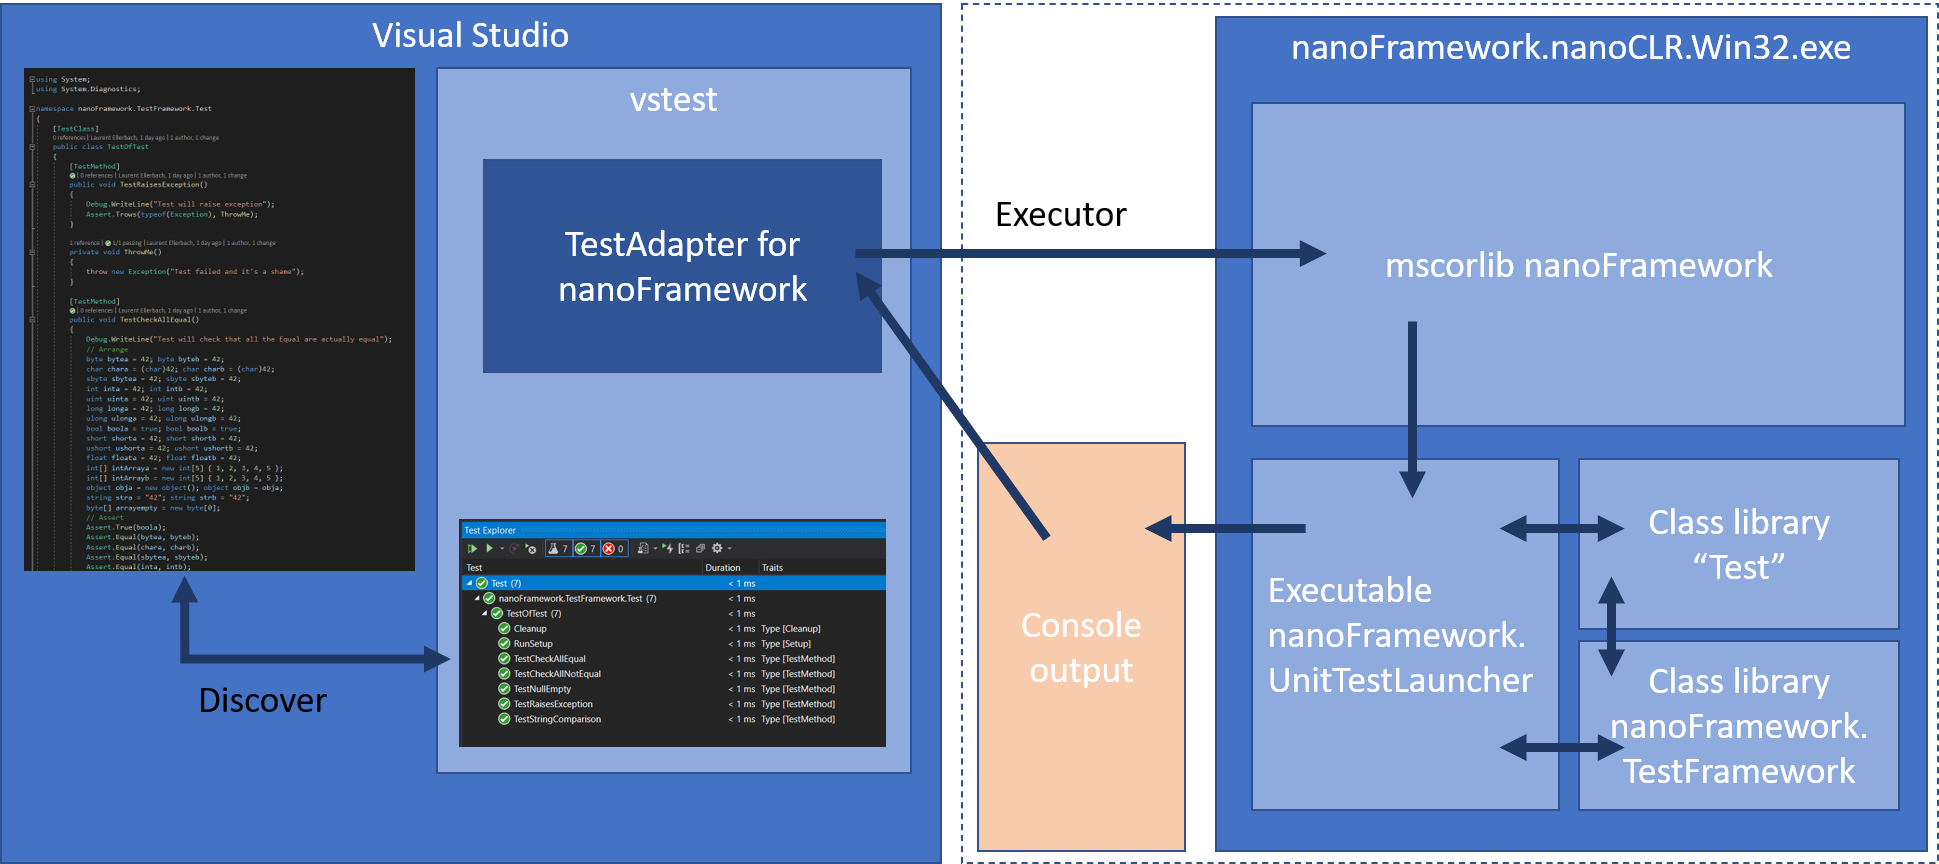 Visual Studio
using System;
using System.Diagnostics;
namespace nanoFramework.TestFramework.Test
{
[TestClass]
0 references | Laurent Ellerbach, 1 day ago | 1 author, 1 change
public class TestOfTest
{
[TestMethod]
| 0 references | Laurent Ellerbach, 1 day ago | 1 author, 1 change
public void TestRaisesException()
{
Debug.WriteLine("Test will raise exception");
Assert.Trows(typeof(Exception), ThrowMe);
}
1 reference | 1/1 passing | Laurent Ellerbach, 1 day ago | 1 author, 1 change
private void ThrowMe()
{
throw new Exception("Test failed and it's a shame");
}
[TestMethod]
| 0 references | Laurent Ellerbach, 1 day ago | 1 author, 1 change
public void TestCheckAllEqual()
{
Debug.WriteLine("Test will check that all the Equal are actually equal");
// Arrange
byte bytea = 42; byte byteb = 42;
char chara = (char)42; char charb = (char)42;
sbyte sbytea = 42; sbyte sbyteb = 42;
int inta = 42; int intb = 42;
uint uinta = 42; uint uintb = 42;
long longa = 42; long longb = 42;
ulong ulonga = 42; ulong ulongb = 42;
bool boola = true; bool boolb = true;
short shorta = 42; short shortb = 42;
ushort ushorta = 42; ushort ushortb = 42;
float floata = 42; float floatb = 42;
int[] intArraya = new int[5] { 1, 2, 3, 4, 5 };
int[] intArrayb = new int[5] { 1, 2, 3, 4, 5 };
object obja = new object(); object objb = obja;
string stra = "42"; string strb = "42";
byte[] arrayempty = new byte[0];
// Assert
Assert.True(boola);
Assert.Equal(bytea, byteb);
Assert.Equal(chara, charb);
Assert.Equal(sbytea, sbyteb);
Assert.Equal(inta, intb);
Discover
vstest
TestAdapter for
nanoFramework
Test Explorer
7 7 0
Test Duration Traits
Test (7) < 1 ms
nanoFramework.TestFramework.Test (7) < 1 ms
TestOfTest (7) < 1 ms
Cleanup < 1 ms Type [Cleanup]
RunSetup < 1 ms Type [Setup]
TestCheckAllEqual < 1 ms Type [TestMethod]
TestCheckAllNotEqual < 1 ms Type [TestMethod]
TestNullEmpty < 1 ms Type [TestMethod]
TestRaisesException < 1 ms Type [TestMethod]
TestStringComparison < 1 ms Type [TestMethod]
Executor
Console
output
nanoFramework.nanoCLR.Win32.exe
mscorlib nanoFramework
Executable
nanoFramework.
UnitTestLauncher
Class library
“Test”
Class library
nanoFramework.
TestFramework